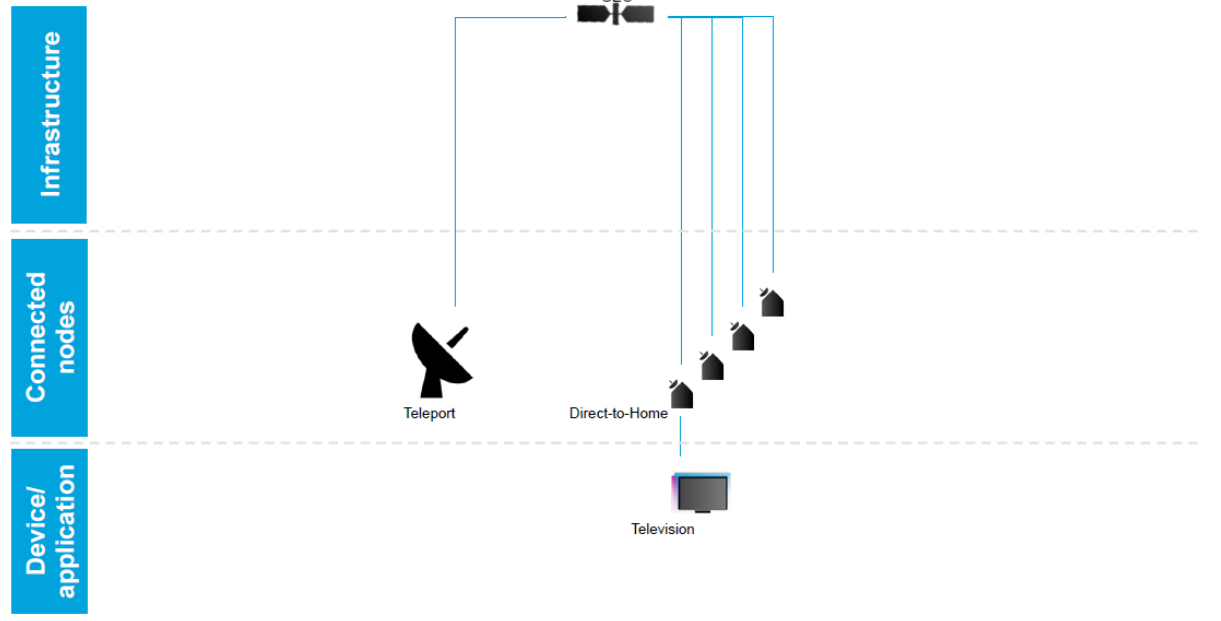 Infrastructure
Connected
nodes
Teleport
Direct-to-Home
Device/
application
Television